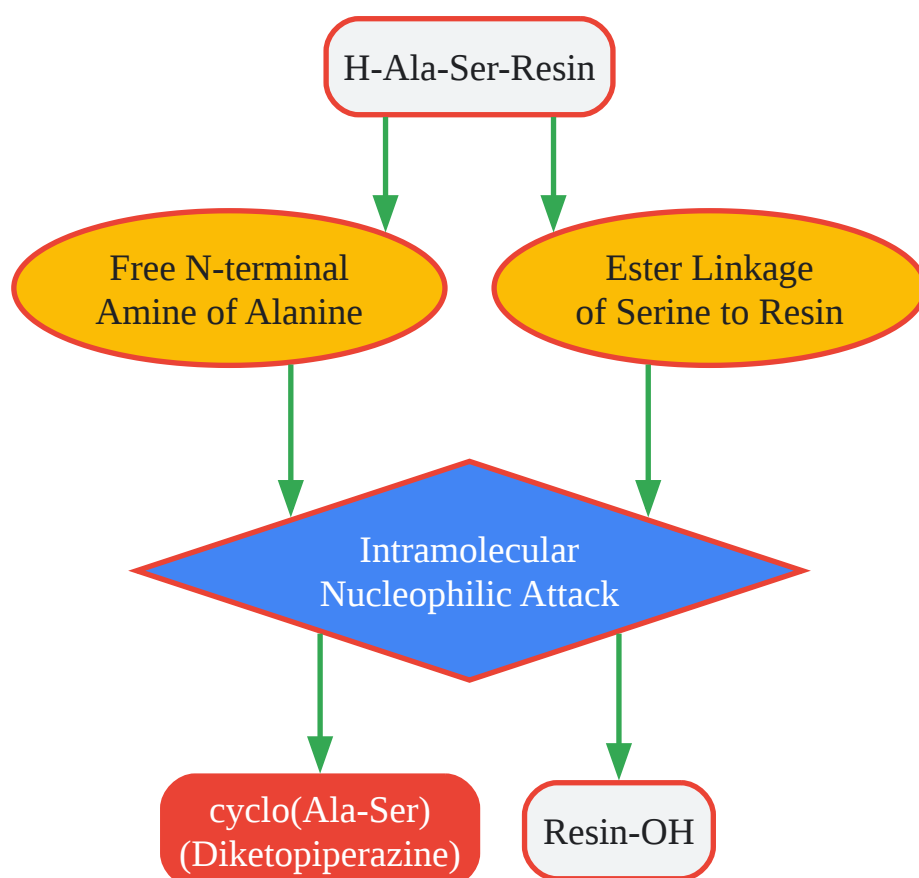 H-Ala-Ser-Resin
Free N-terminal
Amine of Alanine
Ester Linkage
of Serine to Resin
Intramolecular
Nucleophilic Attack
cyclo(Ala-Ser)
(Diketopiperazine)
Resin-OH